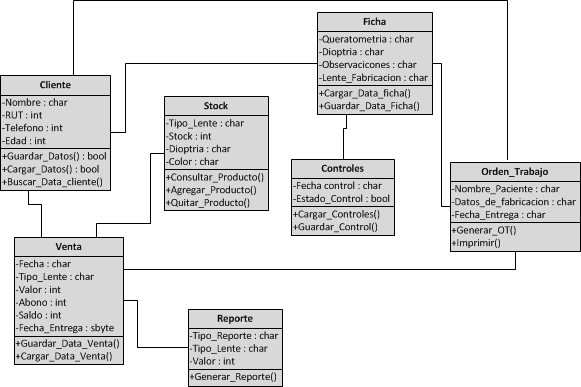 Ficha
-Queratometria : char
-Dioptria : char
-Observacicones : char
-Lente_Fabricacion : char
+Cargar_Data_ficha()
+Guardar_Data_Ficha()
Cliente
-Nombre : char
-RUT : int
-Telefono : int
-Edad : int
+Guardar_Datos() : bool
+Cargar_Datos() : bool
+Buscar_Data_cliente()
Stock
-Tipo_Lente : char
-Stock : int
-Dioptria : char
-Color : char
+Consultar_Producto()
+Agregar_Producto()
+Quitar_Producto()
Controles
-Fecha control : char
-Estado_Control : bool
+Cargar_Controles()
+Guardar_Control()
Orden_Trabajo
-Nombre_Paciente : char
-Datos_de_fabricacion : char
-Fecha_Entrega : char
+Generar_OT()
+Imprimir()
Venta
-Fecha : char
-Tipo_Lente : char
-Valor : int
-Abono : int
-Saldo : int
-Fecha_Entrega : sbyte
+Guardar_Data_Venta()
+Cargar_Data_Venta()
Reporte
-Tipo_Reporte : char
-Tipo_Lente : char
-Valor : int
+Generar_Reporte()